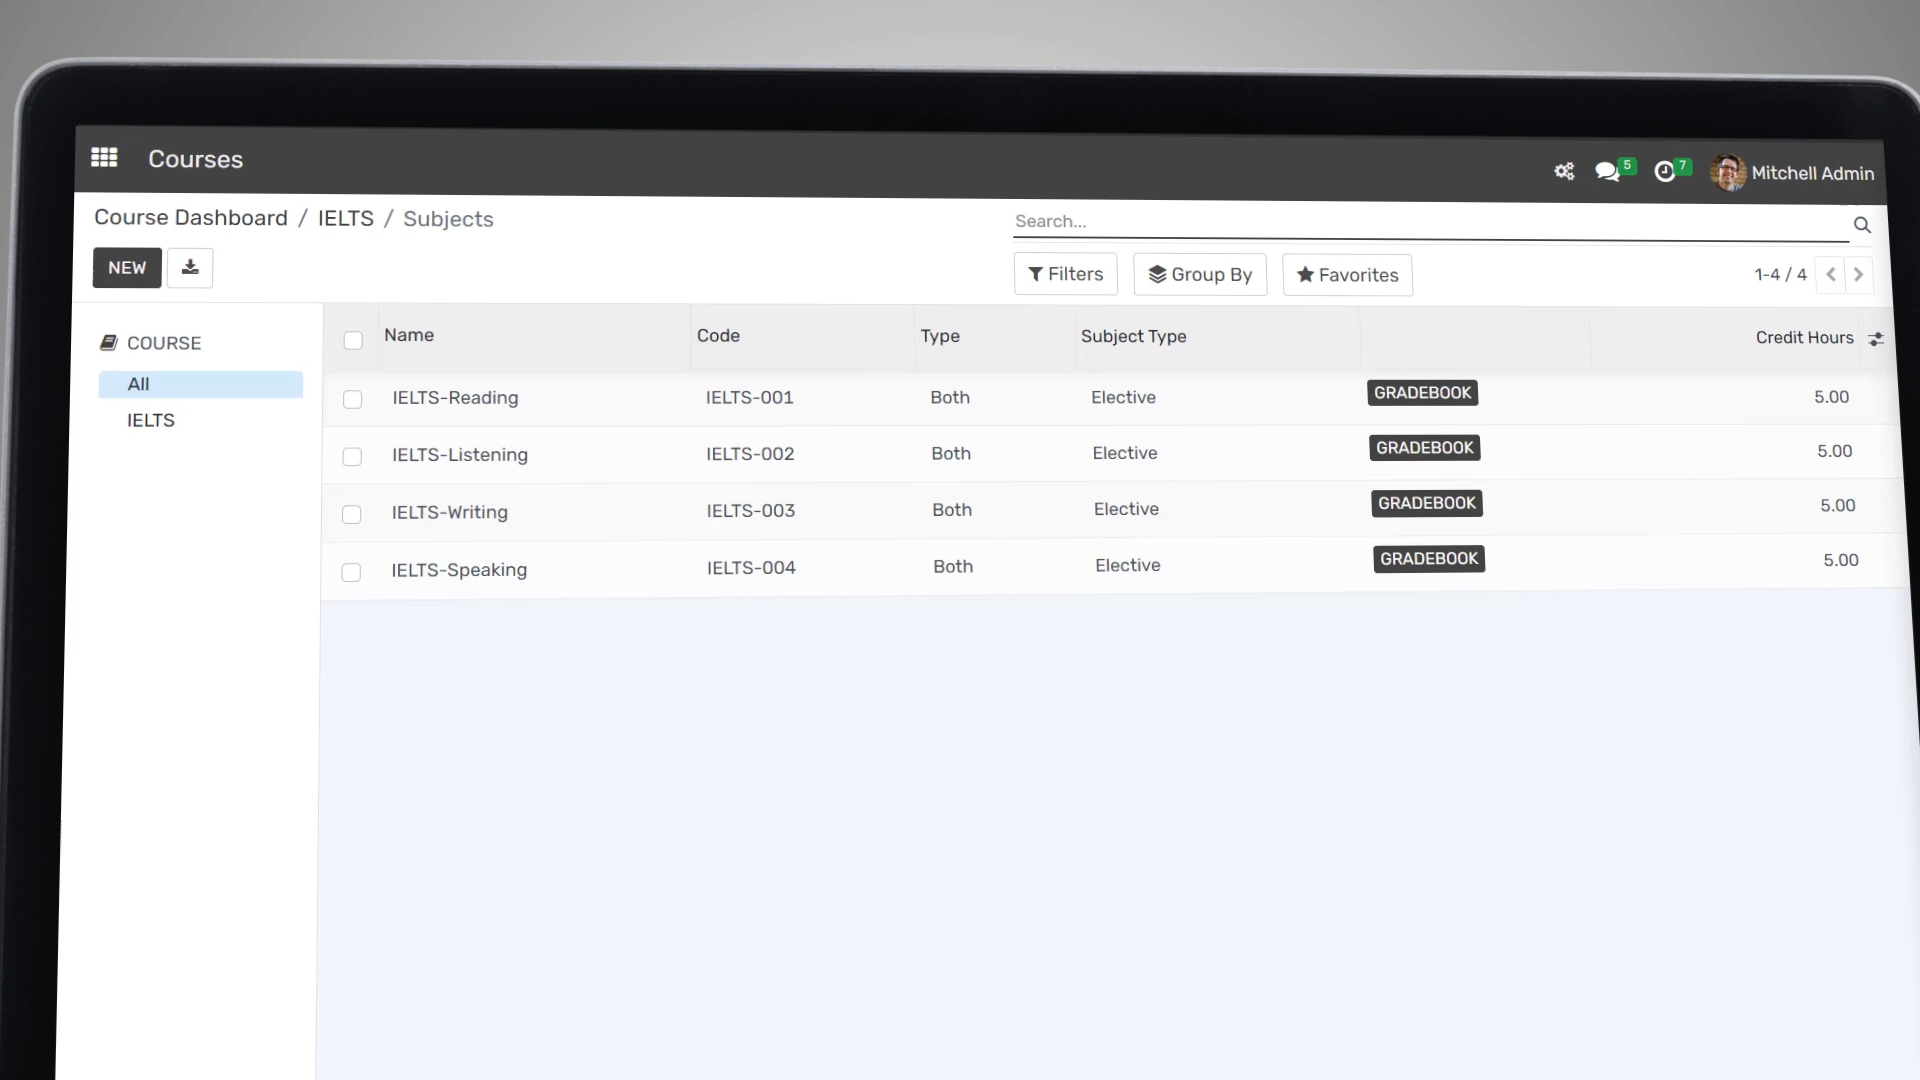 Courses
5
7
Mitchell Admin
Course Dashboard / IELTS / Subjects
Search...
NEW
Filters
Group By
Favorites
1-4 / 4
COURSE
All
IELTS
Name Code Type Subject Type Credit Hours
IELTS-Reading IELTS-001 Both Elective GRADEBOOK 5.00
IELTS-Listening IELTS-002 Both Elective GRADEBOOK 5.00
IELTS-Writing IELTS-003 Both Elective GRADEBOOK 5.00
IELTS-Speaking IELTS-004 Both Elective GRADEBOOK 5.00